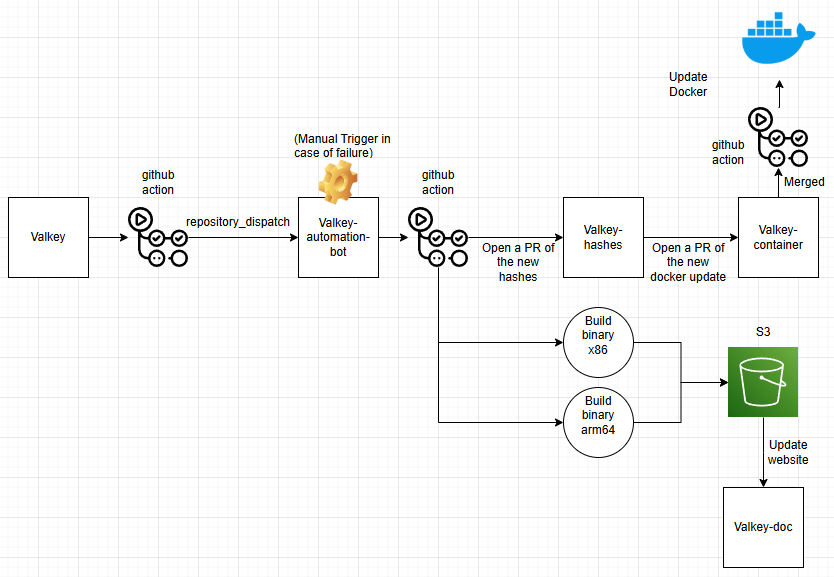 Update
Docker
(Manual Trigger in
case of failure)
github
action
github
action
github
action
Merged
Valkey
repository_dispatch
Valkey-
automation-
bot
Open a PR of
the new
hashes
Valkey-
hashes
Open a PR of
the new
docker update
Valkey-
container
Build
binary
x86
S3
Build
binary
arm64
Update
website
Valkey-doc